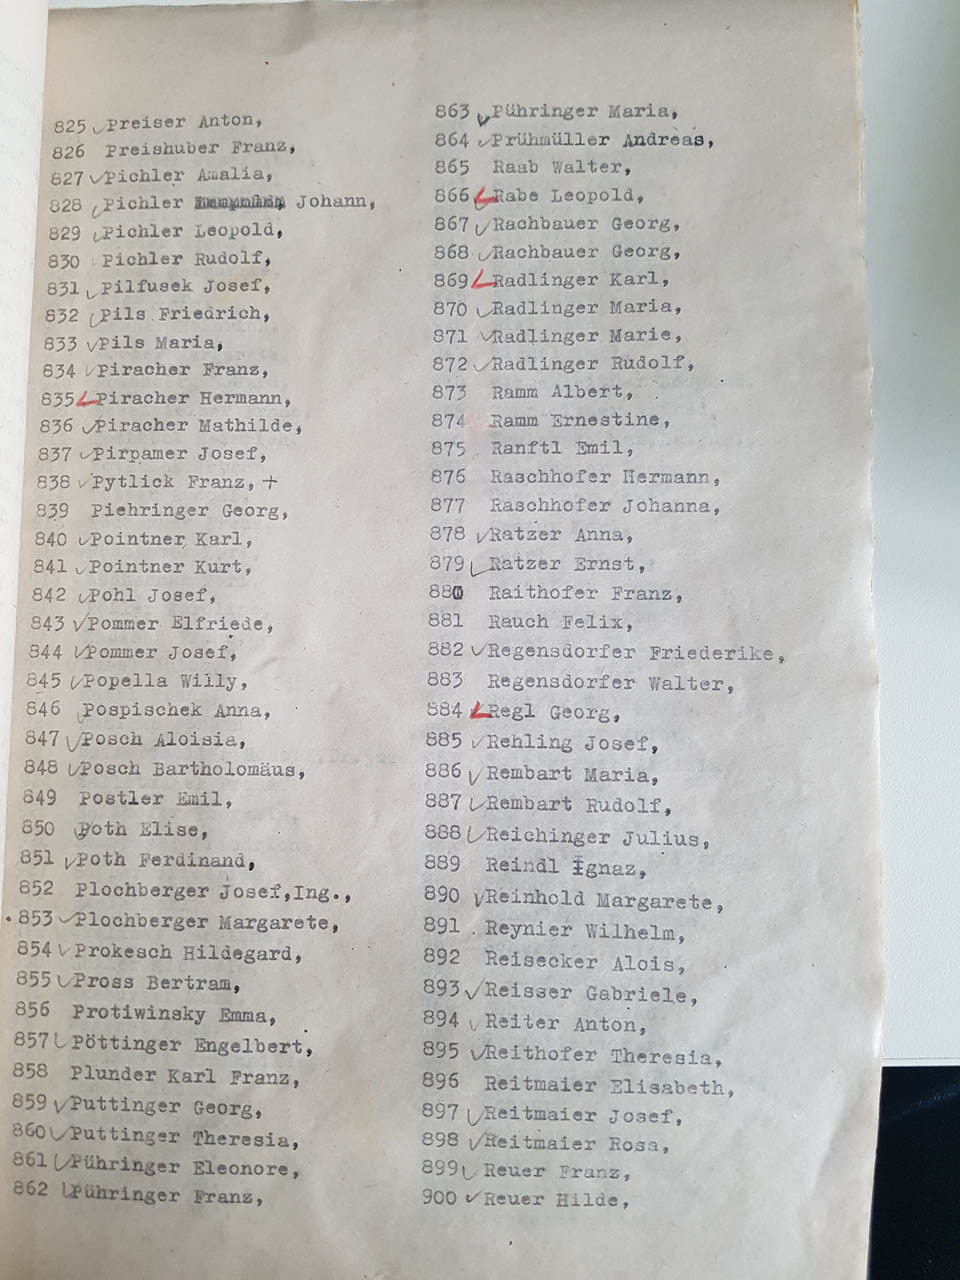 825 Preiser Anton,
826 Preishuber Franz,
827 Pichler Amalia,
828 Pichler Johann,
829 Pichler Leopold,
830 Pichler Rudolf,
831 Pilfusek Josef,
832 Pils Friedrich,
833 Pils Maria,
834 Piracher Franz,
835 Piracher Hermann,
836 Piracher Mathilde,
837 Pirpamer Josef,
838 Pytlick Franz, +
839 Piehringer Georg,
840 Pointner Karl,
841 Pointner Kurt,
842 Pohl Josef,
843 Pommer Elfriede,
844 Pommer Josef,
845 Popella Willy,
846 Pospischek Anna,
847 Posch Aloisia,
848 Posch Bartholomäus,
849 Postler Emil,
850 Poth Elise,
851 Poth Ferdinand,
852 Plochberger Josef,Ing.,
853 Plochberger Margarete,
854 Prokesch Hildegard,
855 Pross Bertram,
856 Protiwinsky Emma,
857 Pöttinger Engelbert,
858 Plunder Karl Franz,
859 Puttinger Georg,
860 Puttinger Theresia,
861 Pühringer Eleonore,
862 Pühringer Franz,
863 Pühringer Maria,
864 Prühmüller Andreas,
865 Raab Walter,
866 Rabe Leopold,
867 Rachbauer Georg,
868 Rachbauer Georg,
869 Radlinger Karl,
870 Radlinger Maria,
871 Radlinger Marie,
872 Radlinger Rudolf,
873 Ramm Albert,
874 Ramm Ernestine,
875 Ranftl Emil,
876 Raschhofer Hermann,
877 Raschhofer Johanna,
878 Ratzer Anna,
879 Ratzer Ernst,
880 Raithofer Franz,
881 Rauch Felix,
882 Regensdorfer Friederike,
883 Regensdorfer Walter,
884 Regl Georg,
885 Rehling Josef,
886 Rembart Maria,
887 Rembart Rudolf,
888 Reichinger Julius,
889 Reindl Ignaz,
890 Reinhold Margarete,
891 Reynier Wilhelm,
892 Reisecker Alois,
893 Reisser Gabriele,
894 Reiter Anton,
895 Reithofer Theresia,
896 Reitmaier Elisabeth,
897 Reitmaier Josef,
898 Reitmaier Rosa,
899 Reuer Franz,
900 Reuer Hilde,